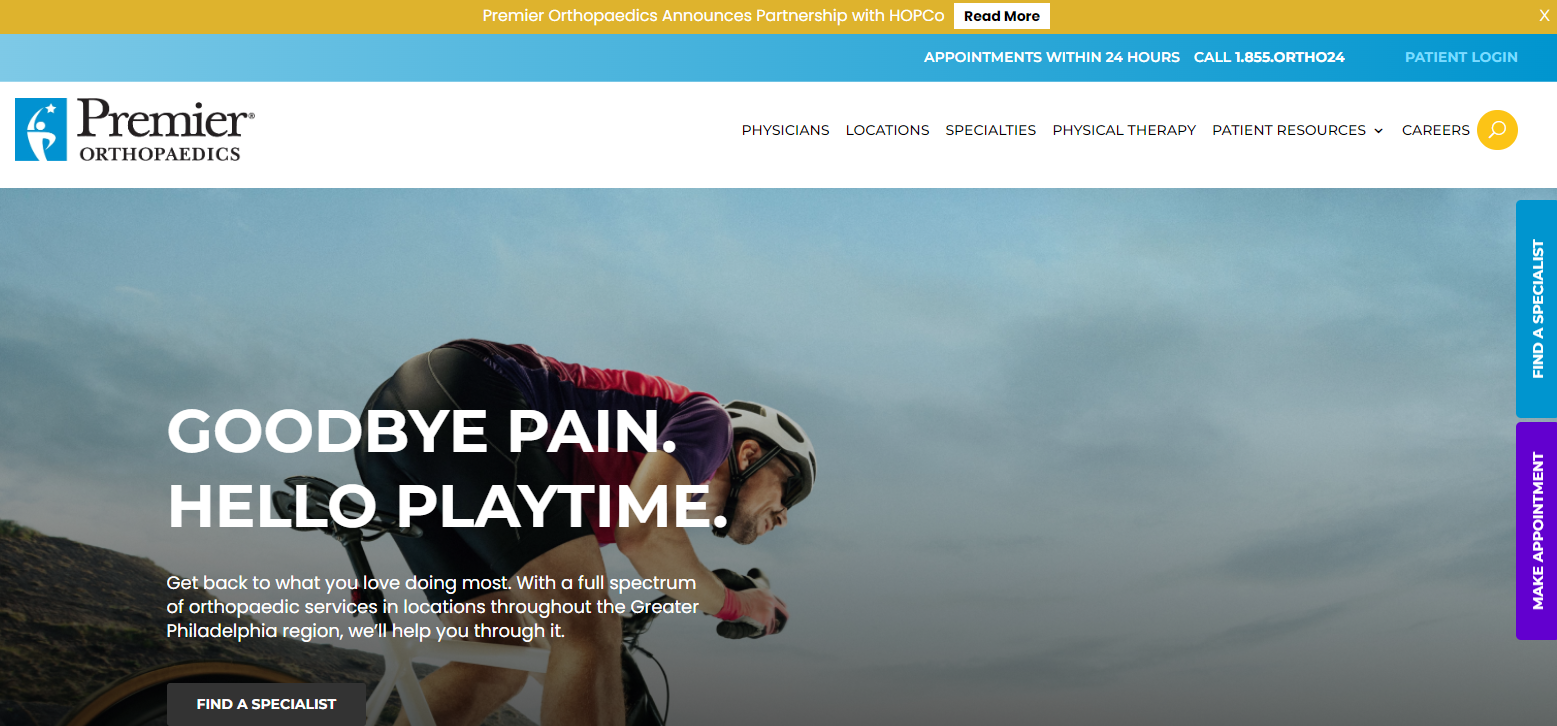 Premier Orthopaedics Announces Partnership with HOPCo Read More X
APPOINTMENTS WITHIN 24 HOURS CALL 1.855.ORTHO24 PATIENT LOGIN
Premier®
ORTHOPAEDICS
PHYSICIANS LOCATIONS SPECIALTIES PHYSICAL THERAPY PATIENT RESOURCES CAREERS
GOODBYE PAIN.
HELLO PLAYTIME.
Get back to what you love doing most. With a full spectrum
of orthopaedic services in locations throughout the Greater
Philadelphia region, we'll help you through it.
FIND A SPECIALIST
FIND A SPECIALIST
MAKE APPOINTMENT